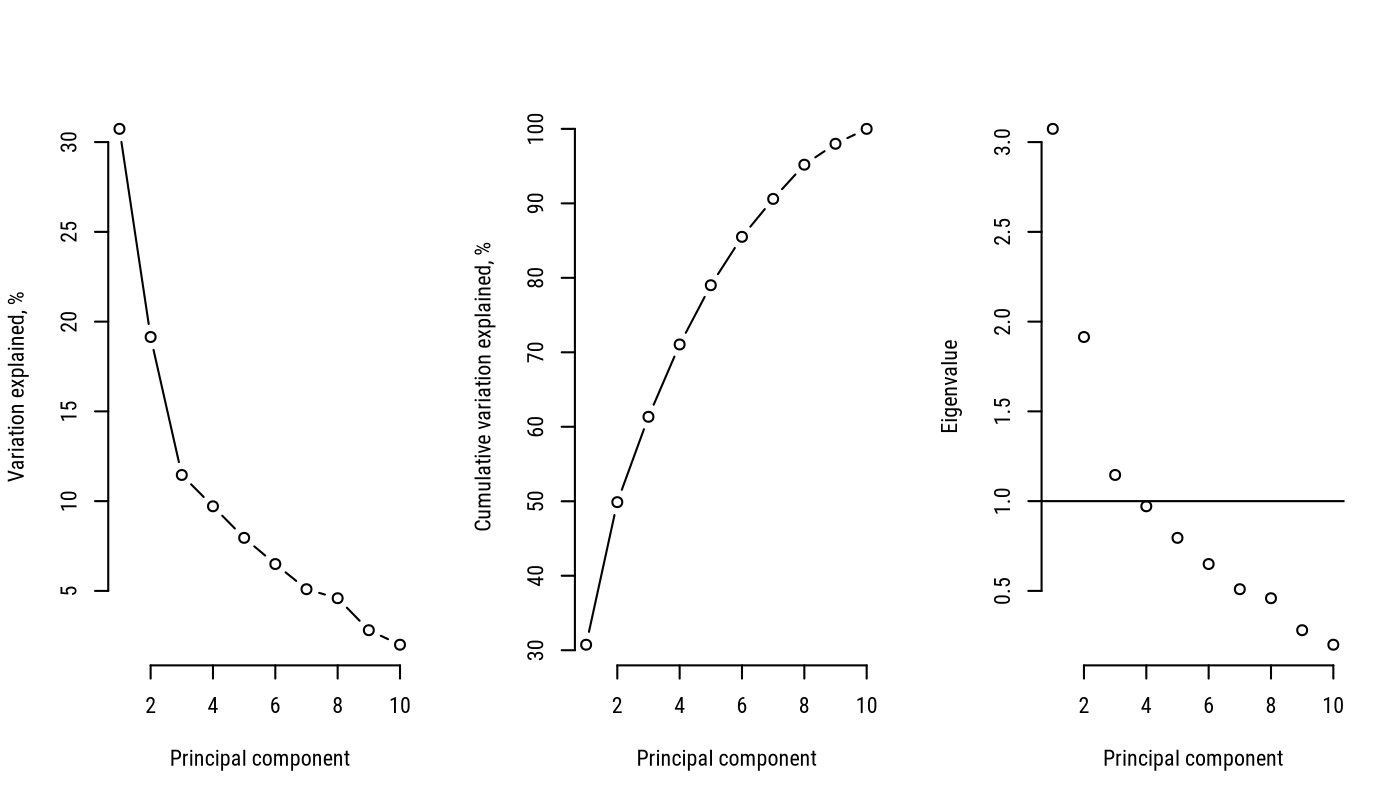 Variation explained, %
30
25
20
15
10
5
2 4 6 8 10
Principal component
Cumulative variation explained, %
100
90
80
70
60
50
40
30
2 4 6 8 10
Principal component
Eigenvalue
3.0
2.5
2.0
1.5
1.0
0.5
2 4 6 8 10
Principal component